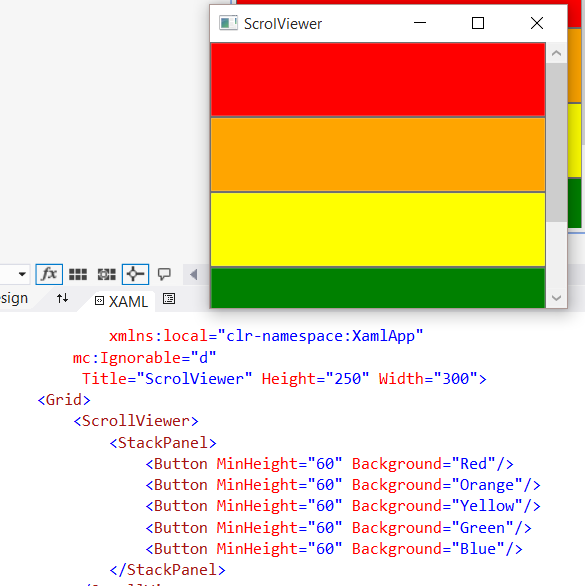 ScrolViewer
fx
esign
XAML
xmlns:local="clr-namespace:XamlApp"
mc:Ignorable="d"
Title="ScrolViewer" Height="250" Width="300">
<Grid>
<ScrollViewer>
<StackPanel>
<Button MinHeight="60" Background="Red"/>
<Button MinHeight="60" Background="Orange"/>
<Button MinHeight="60" Background="Yellow"/>
<Button MinHeight="60" Background="Green"/>
<Button MinHeight="60" Background="Blue"/>
</StackPanel>